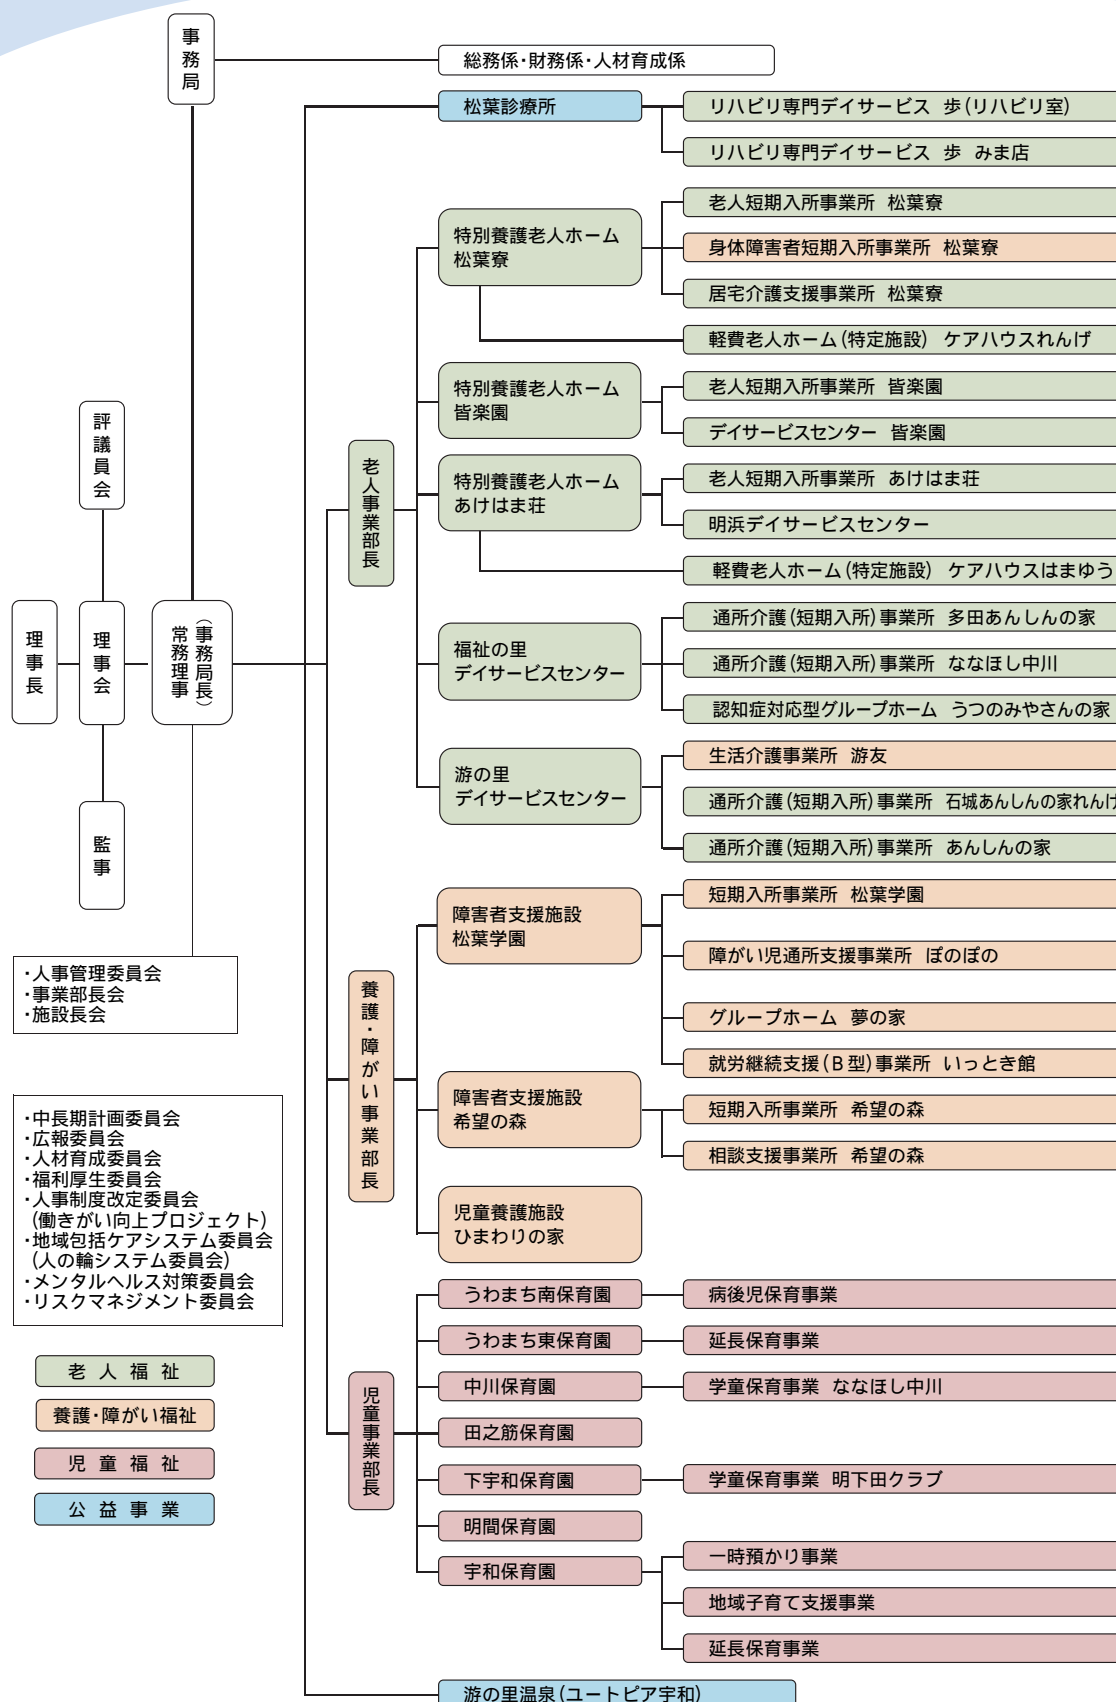 事務局
総務係・財務係・人材育成係
松葉診療所
リハビリ専門デイサービス 歩(リハビリ室)
リハビリ専門デイサービス 歩 みま店
特別養護老人ホーム
松葉寮
老人短期入所事業所 松葉寮
身体障害者短期入所事業所 松葉寮
居宅介護支援事業所 松葉寮
軽費老人ホーム(特定施設) ケアハウスれんげ
特別養護老人ホーム
皆楽園
老人短期入所事業所 皆楽園
デイサービスセンター 皆楽園
評議員会
老人事業部長
特別養護老人ホーム
あけはま荘
老人短期入所事業所 あけはま荘
明浜デイサービスセンター
軽費老人ホーム(特定施設) ケアハウスはまゆう
理事長
理事会
常務理事
(事務局長)
福祉の里
デイサービスセンター
通所介護(短期入所)事業所 多田あんしんの家
通所介護(短期入所)事業所 ななほし中川
認知症対応型グループホーム うつのみやさんの家
游の里
デイサービスセンター
生活介護事業所 游友
通所介護(短期入所)事業所 石城あんしんの家れんげ
通所介護(短期入所)事業所 あんしんの家
監事
障害者支援施設
松葉学園
短期入所事業所 松葉学園
障がい児通所支援事業所 ぽのぽの
グループホーム 夢の家
就労継続支援(B型)事業所 いっとき館
・人事管理委員会
・事業部長会
・施設長会
養護・障がい事業部長
障害者支援施設
希望の森
短期入所事業所 希望の森
相談支援事業所 希望の森
児童養護施設
ひまわりの家
・中長期計画委員会
・広報委員会
・人材育成委員会
・福利厚生委員会
・人事制度改定委員会
(働きがい向上プロジェクト)
・地域包括ケアシステム委員会
(人の輪システム委員会)
・メンタルヘルス対策委員会
・リスクマネジメント委員会
児童事業部長
うわまち南保育園
病後児保育事業
うわまち東保育園
延長保育事業
中川保育園
学童保育事業 ななほし中川
田之筋保育園
下宇和保育園
学童保育事業 明下田クラブ
明間保育園
宇和保育園
一時預かり事業
地域子育て支援事業
延長保育事業
老人福祉
養護・障がい福祉
児童福祉
公益事業
游の里温泉(ユートピア宇和)